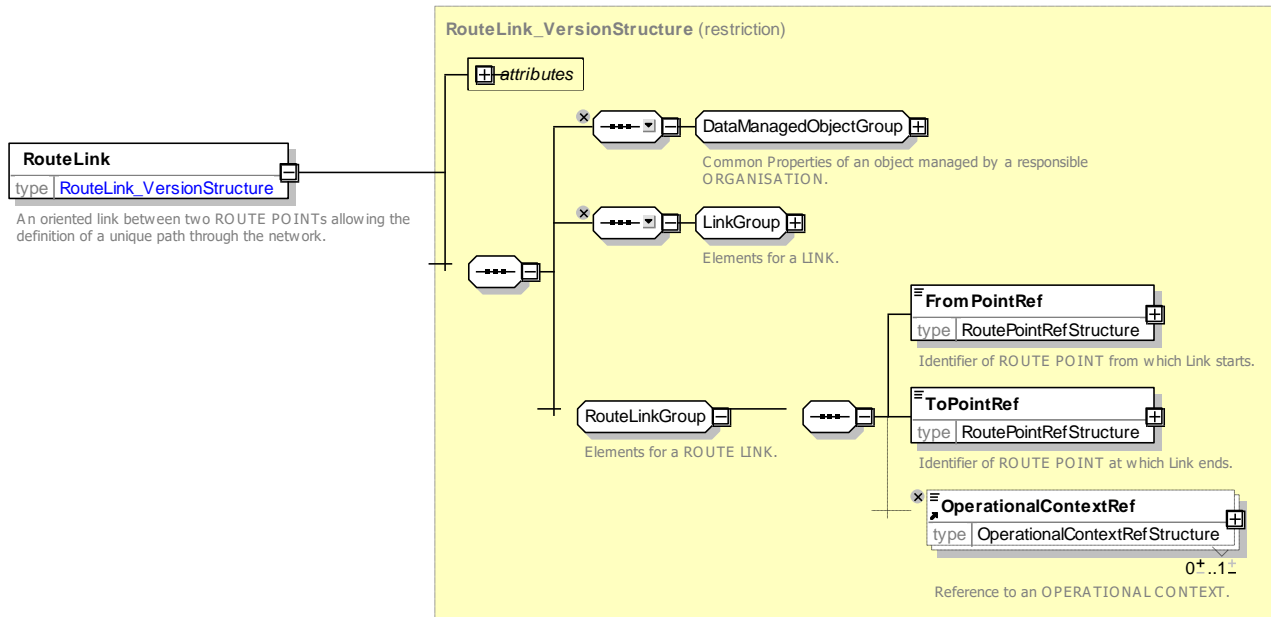 RouteLink_VersionStructure (restriction)
attributes
DataManagedObjectGroup
Common Properties of an object managed by a responsible
ORGANISATION.
RouteLink
type RouteLink_VersionStructure
An oriented link between two ROUTE POINTs allowing the
definition of a unique path through the network.
LinkGroup
Elements for a LINK.
FromPointRef
type RoutePointRefStructure
Identifier of ROUTE POINT from which Link starts.
RouteLinkGroup
Elements for a ROUTE LINK.
ToPointRef
type RoutePointRefStructure
Identifier of ROUTE POINT at which Link ends.
OperationalContextRef
type OperationalContextRefStructure
0±..1±
Reference to an OPERATIONAL CONTEXT.